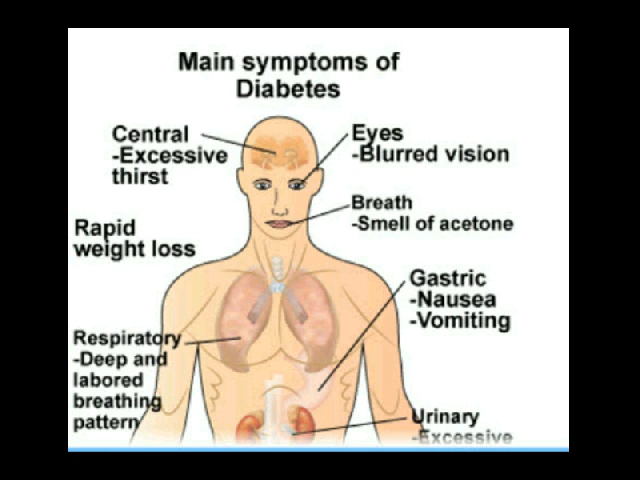 Main symptoms of
Diabetes
Central
-Excessive
thirst
Eyes
-Blurred vision
Breath
-Smell of acetone
Rapid
weight loss
Gastric
-Nausea
-Vomiting
Respiratory
-Deep and
labored
breathing
pattern
Urinary
-Excessive